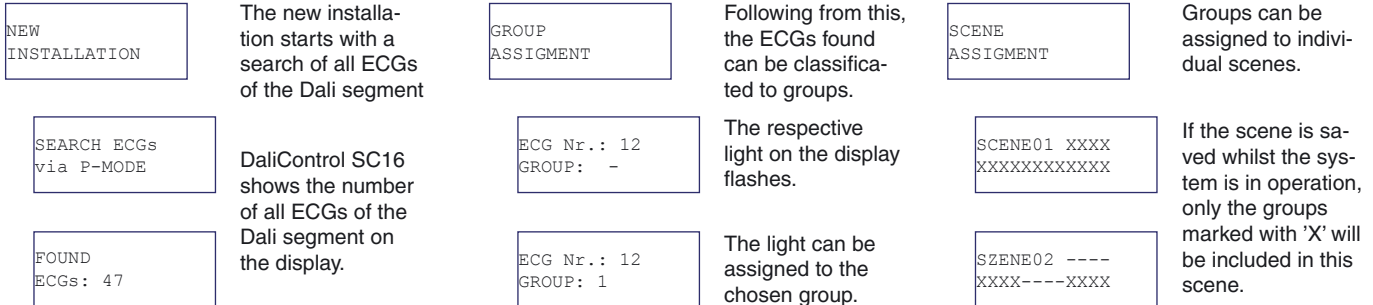 NEW
INSTALLATION
The new installa-
tion starts with a
search of all ECGs
of the Dali segment
SEARCH ECGs
via P-MODE
DaliControl SC16
shows the number
of all ECGs of the
Dali segment on
the display.
FOUND
ECGs: 47
GROUP
ASSIGMENT
Following from this,
the ECGs found
can be classifica-
ted to groups.
ECG Nr.: 12
GROUP: -
The respective
light on the display
flashes.
ECG Nr.: 12
GROUP: 1
The light can be
assigned to the
chosen group.
SCENE
ASSIGMENT
Groups can be
assigned to indivi-
dual scenes.
SCENE01 XXXX
XXXXXXXXXXXX
If the scene is sa-
ved whilst the sys-
tem is in operation,
only the groups
marked with ’X’ will
be included in this
scene.
SZENE02 ----
XXXX----XXXX